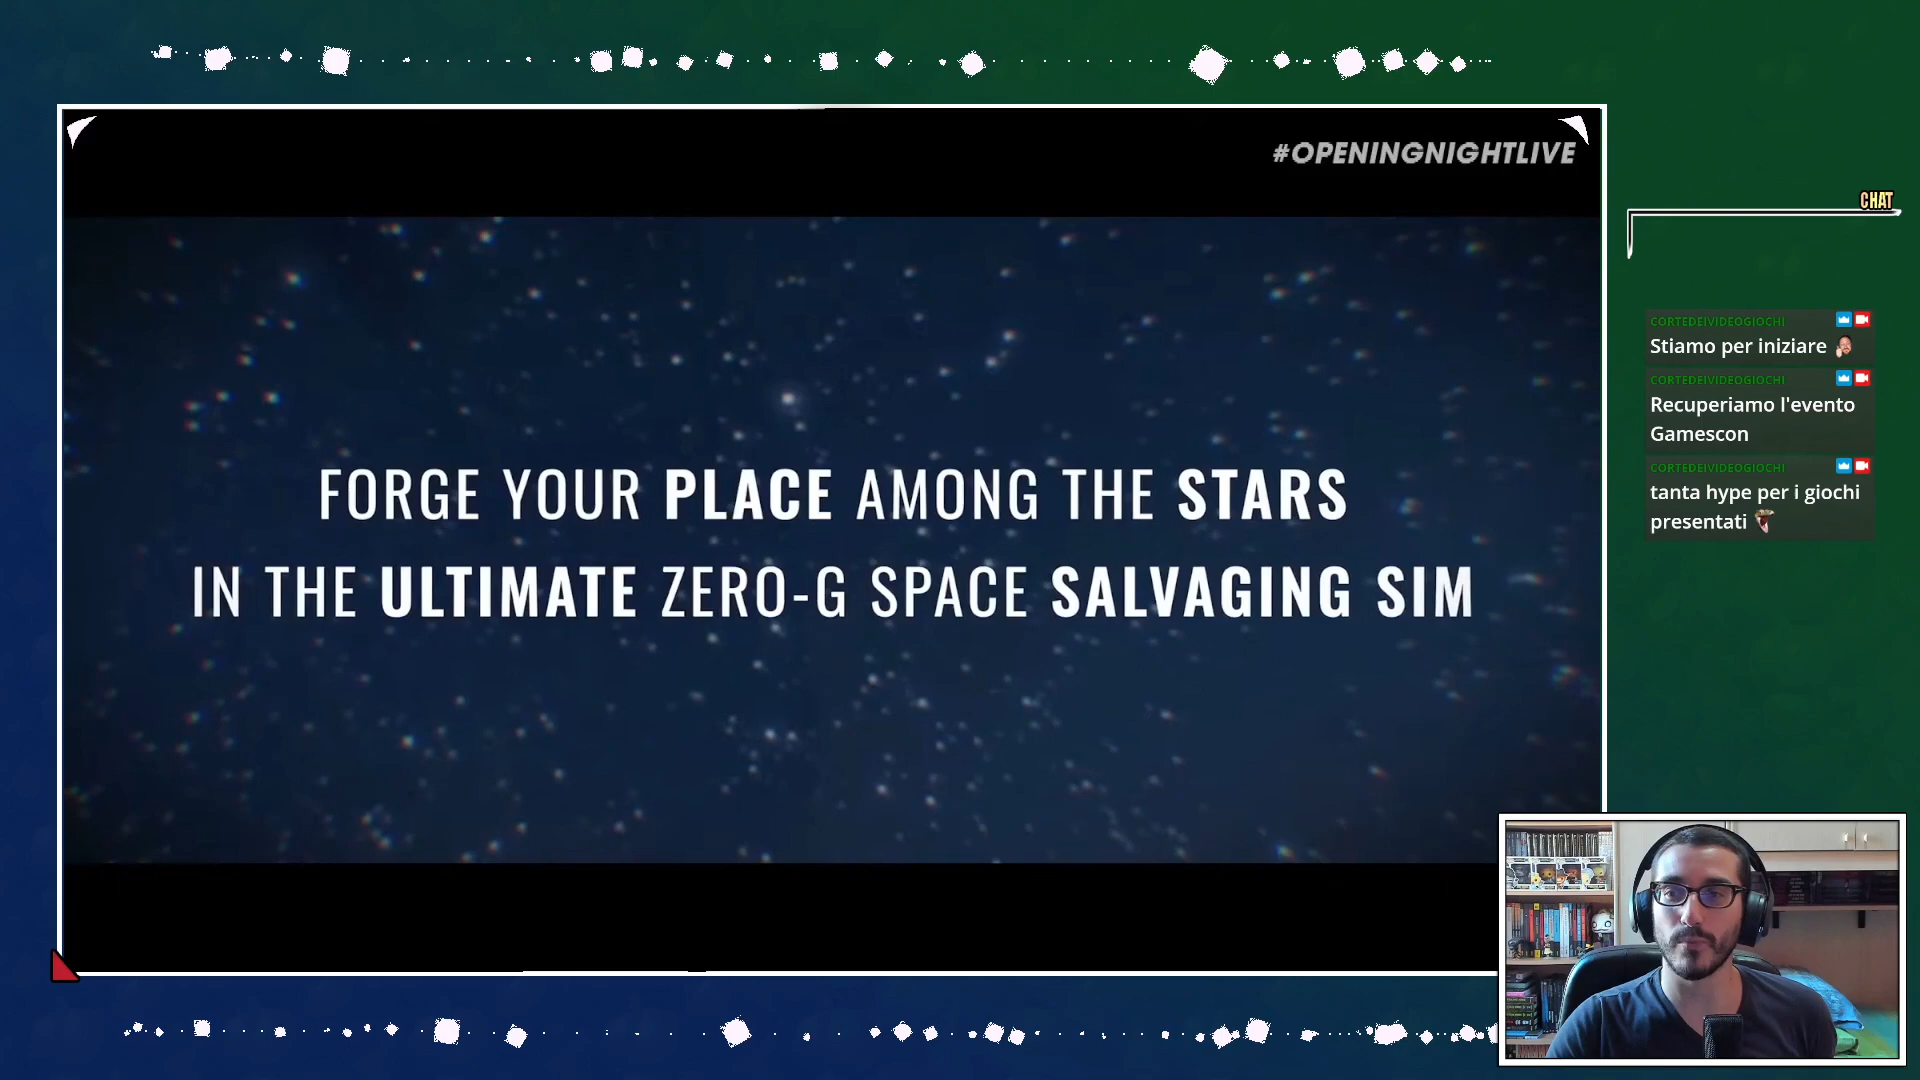 #OPENINGNIGHTLIVE
FORGE YOUR PLACE AMONG THE STARS
IN THE ULTIMATE ZERO-G SPACE SALVAGING SIM
CHAT
CORTEDEIVIDEOGIOCHI
Stiamo per iniziare
CORTEDEIVIDEOGIOCHI
Recuperiamo l'evento
Gamescon
CORTEDEIVIDEOGIOCHI
tanta hype per i giochi
presentati